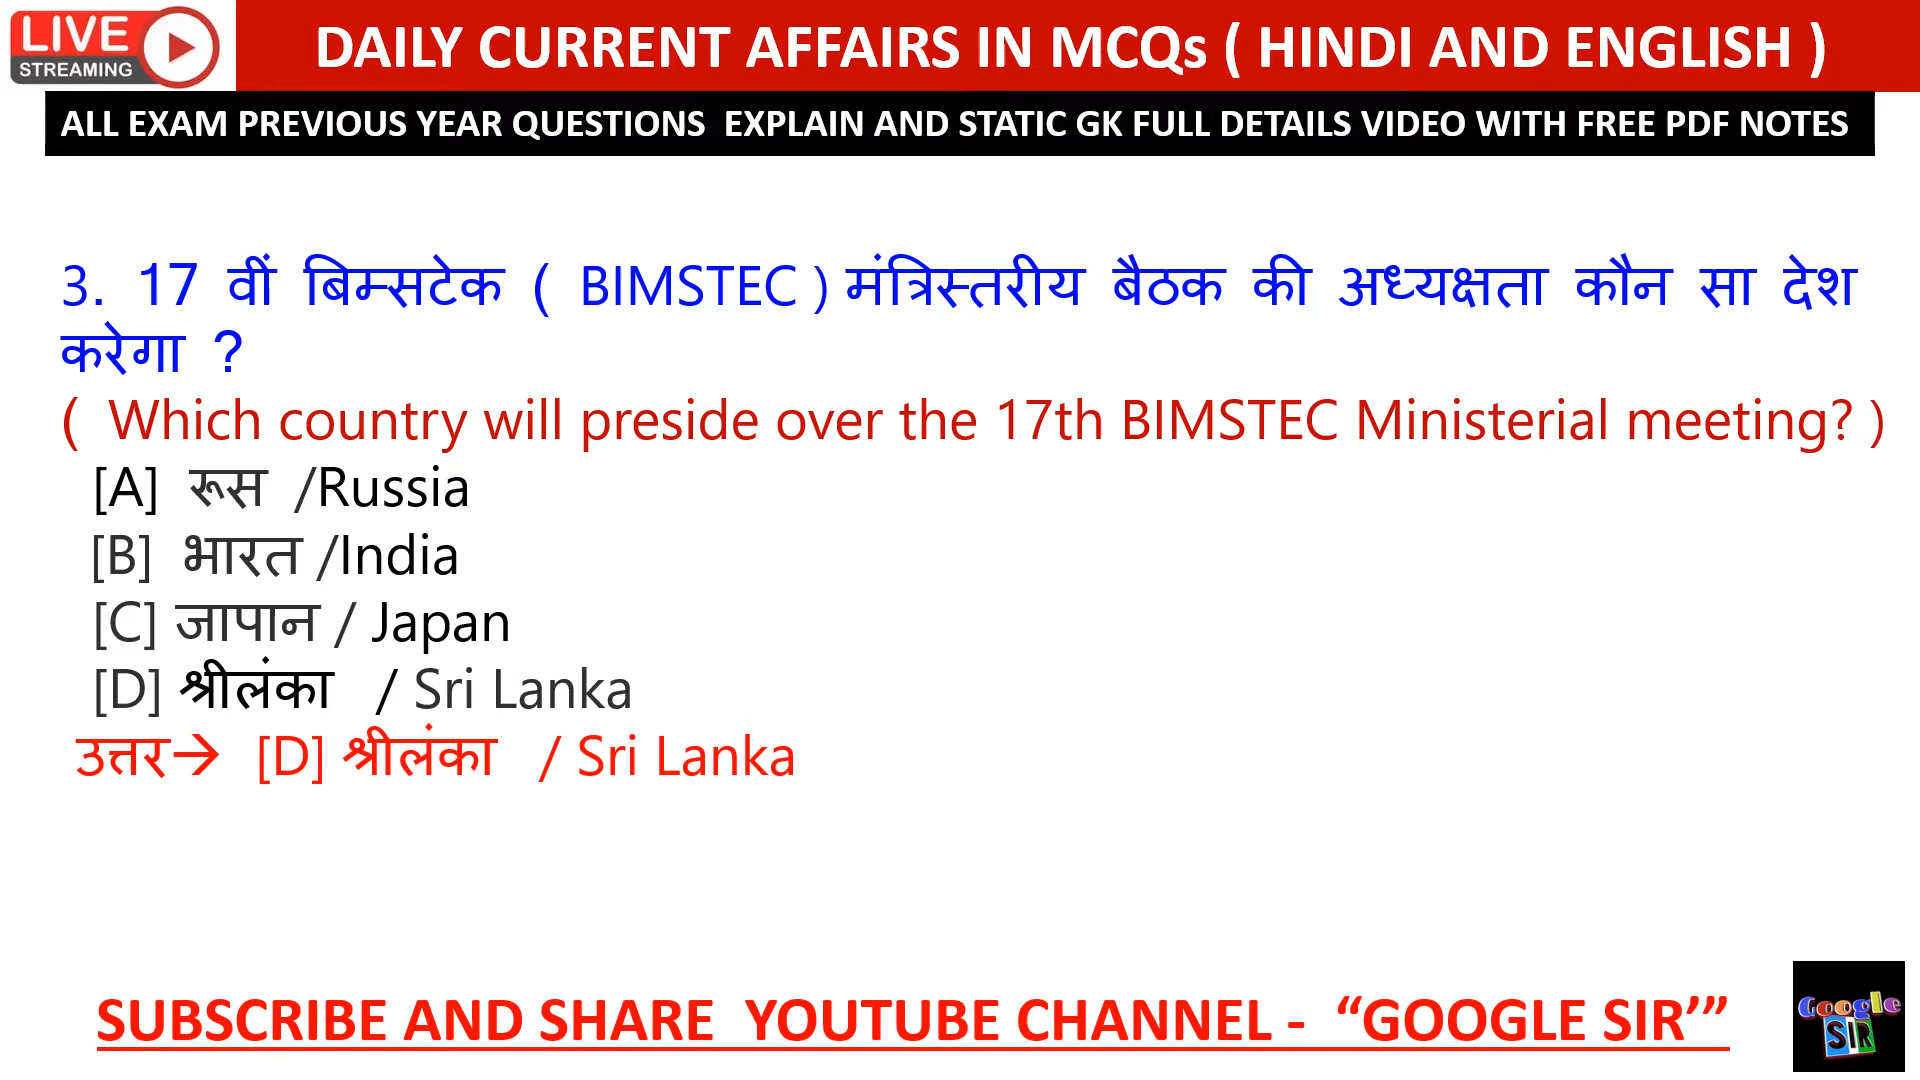 LIVE
STREAMING
DAILY CURRENT AFFAIRS IN MCQs ( HINDI AND ENGLISH )
ALL EXAM PREVIOUS YEAR QUESTIONS EXPLAIN AND STATIC GK FULL DETAILS VIDEO WITH FREE PDF NOTES
3. 17 वीं बिम्सटेक ( BIMSTEC ) मंत्रिस्तरीय बैठक की अध्यक्षता कौन सा देश
करेगा ?
( Which country will preside over the 17th BIMSTEC Ministerial meeting? )
[A] रूस /Russia
[B] भारत /India
[C] जापान / Japan
[D] श्रीलंका / Sri Lanka
उत्तर→ [D] श्रीलंका / Sri Lanka
SUBSCRIBE AND SHARE YOUTUBE CHANNEL - “GOOGLE SIR’”
Google
SIR